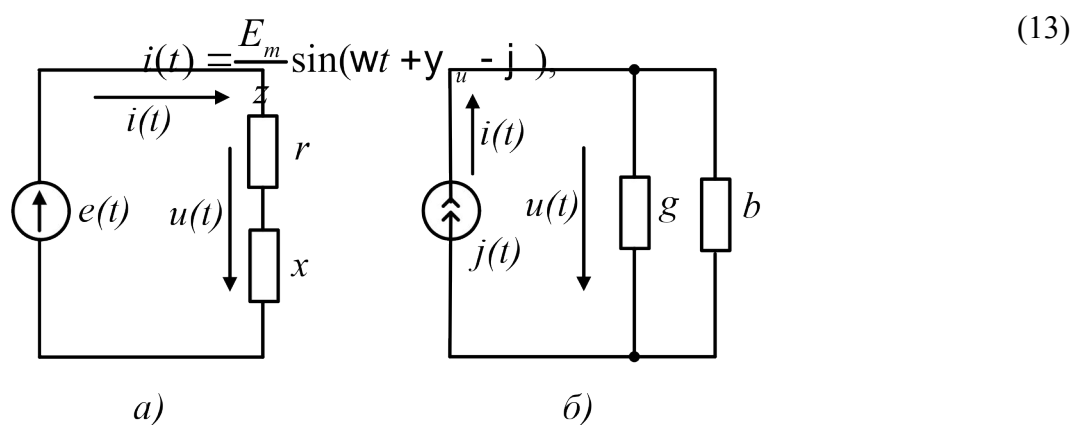 (13)
i(t) = E_m/z sin(wt + y_u - j ),
i(t)
r
e(t)
u(t)
x
i(t)
u(t)
g
b
j(t)
а)
б)